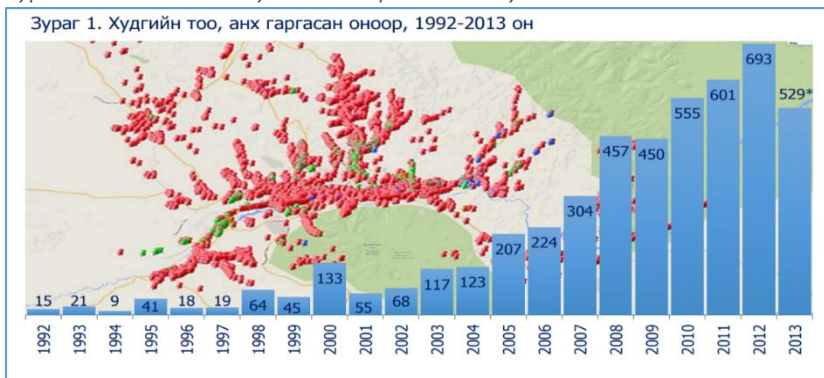 Зураг 1. Худгийн тоо, анх гаргасан оноор, 1992-2013 он
15 21 9 41 18 19 64 45 133 55 68 117 123 207 224 304 457 450 555 601 693 529*
1992 1993 1994 1995 1996 1997 1998 1999 2000 2001 2002 2003 2004 2005 2006 2007 2008 2009 2010 2011 2012 2013